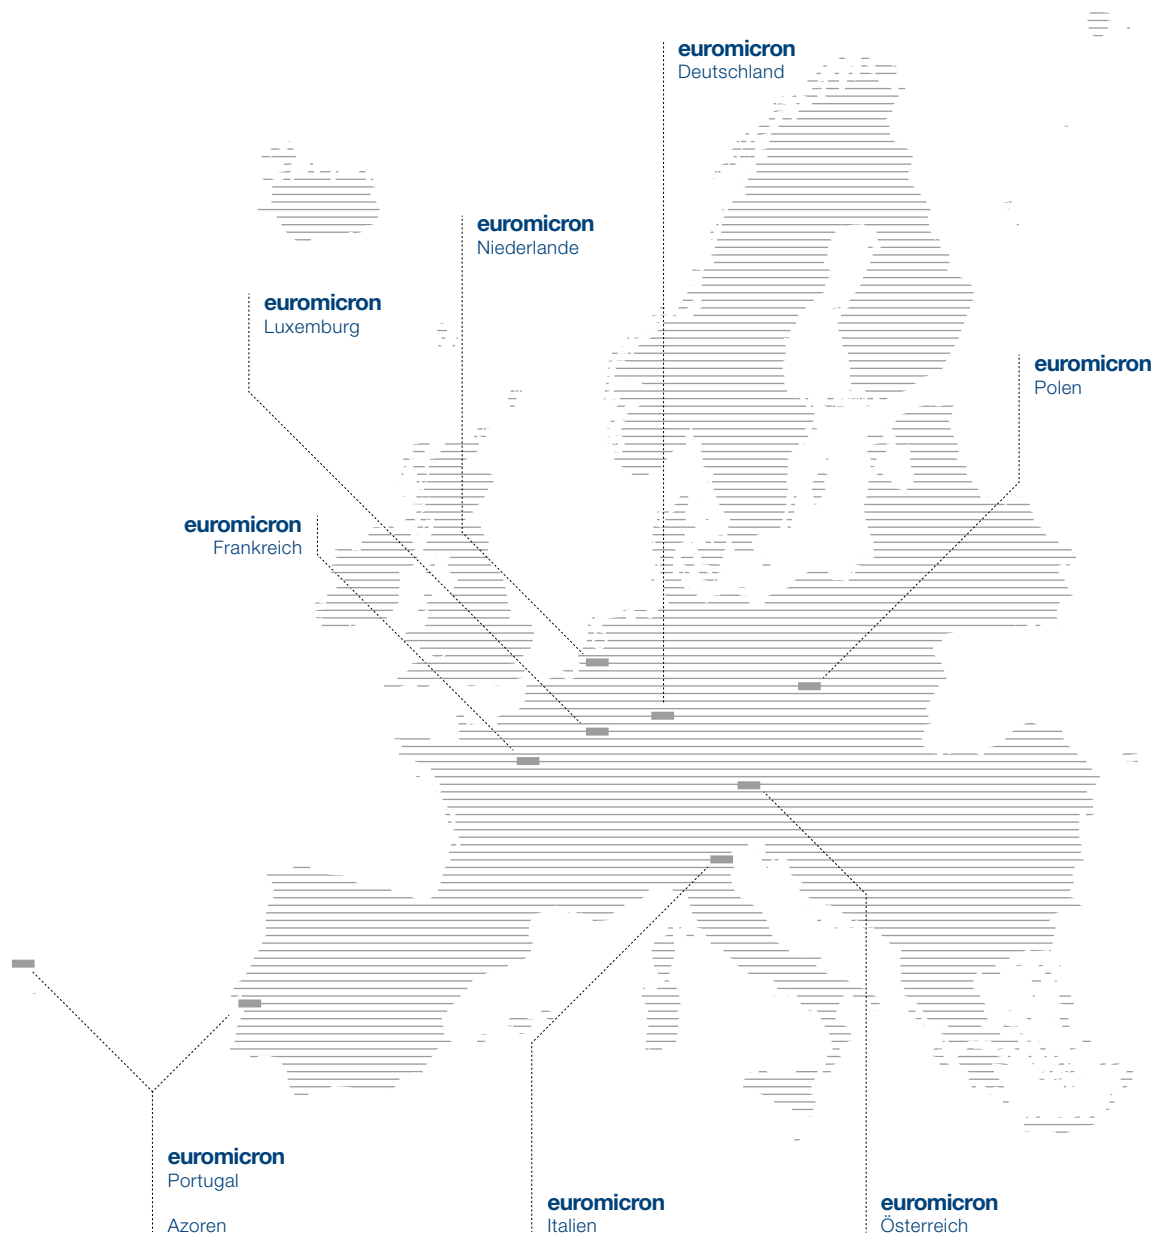 euromicron
Deutschland
euromicron
Niederlande
euromicron
Luxemburg
euromicron
Polen
euromicron
Frankreich
euromicron
Portugal
Azoren
euromicron
Italien
euromicron
Österreich